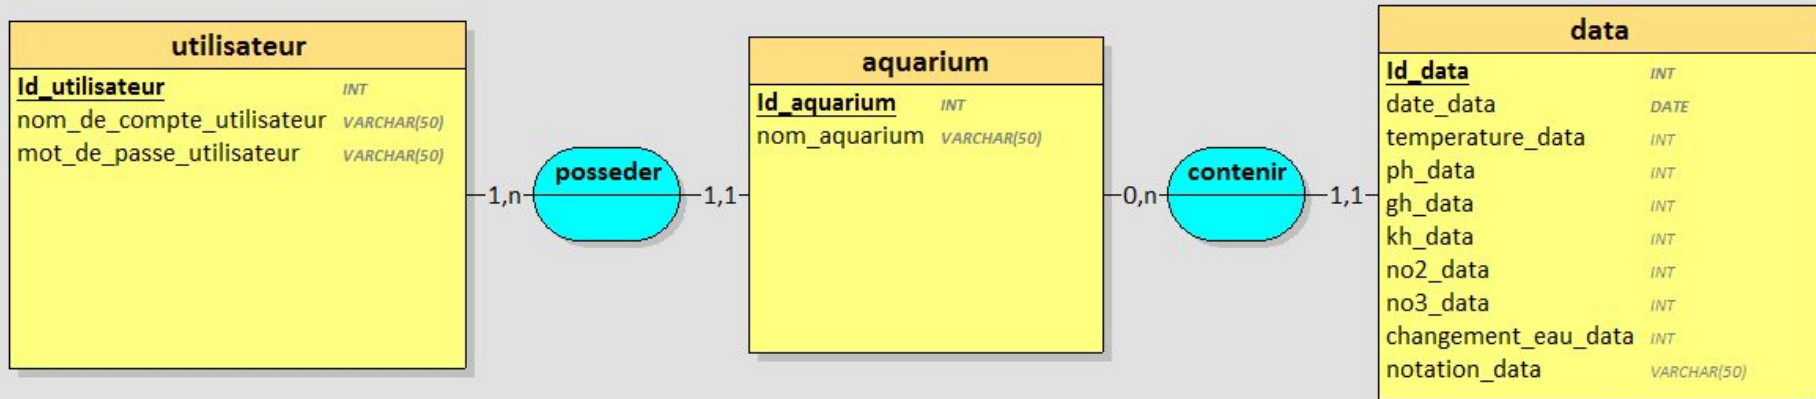 utilisateur
Id_utilisateur INT
nom_de_compte_utilisateur VARCHAR(50)
mot_de_passe_utilisateur VARCHAR(50)
1,n
posseder
1,1
aquarium
Id_aquarium INT
nom_aquarium VARCHAR(50)
0,n
contenir
1,1
data
Id_data INT
date_data DATE
temperature_data INT
ph_data INT
gh_data INT
kh_data INT
no2_data INT
no3_data INT
changement_eau_data INT
notation_data VARCHAR(50)